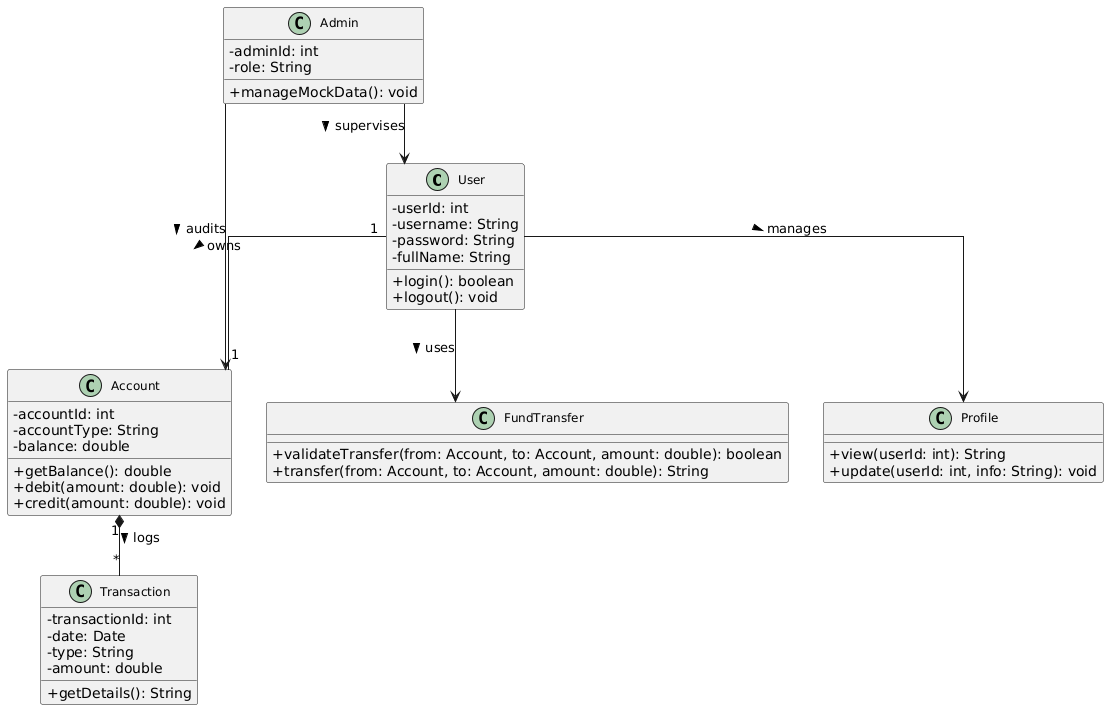 C Admin
-adminId: int
-role: String
+manageMockData(): void
supervises
C User
-userId: int
-username: String
-password: String
-fullName: String
+login(): boolean
+logout(): void
audits
1
owns
manages
1
uses
C Account
-accountId: int
-accountType: String
-balance: double
+getBalance(): double
+debit(amount: double): void
+credit(amount: double): void
C FundTransfer
+validateTransfer(from: Account, to: Account, amount: double): boolean
+transfer(from: Account, to: Account, amount: double): String
C Profile
+view(userId: int): String
+update(userId: int, info: String): void
1
logs
*
C Transaction
-transactionId: int
-date: Date
-type: String
-amount: double
+getDetails(): String